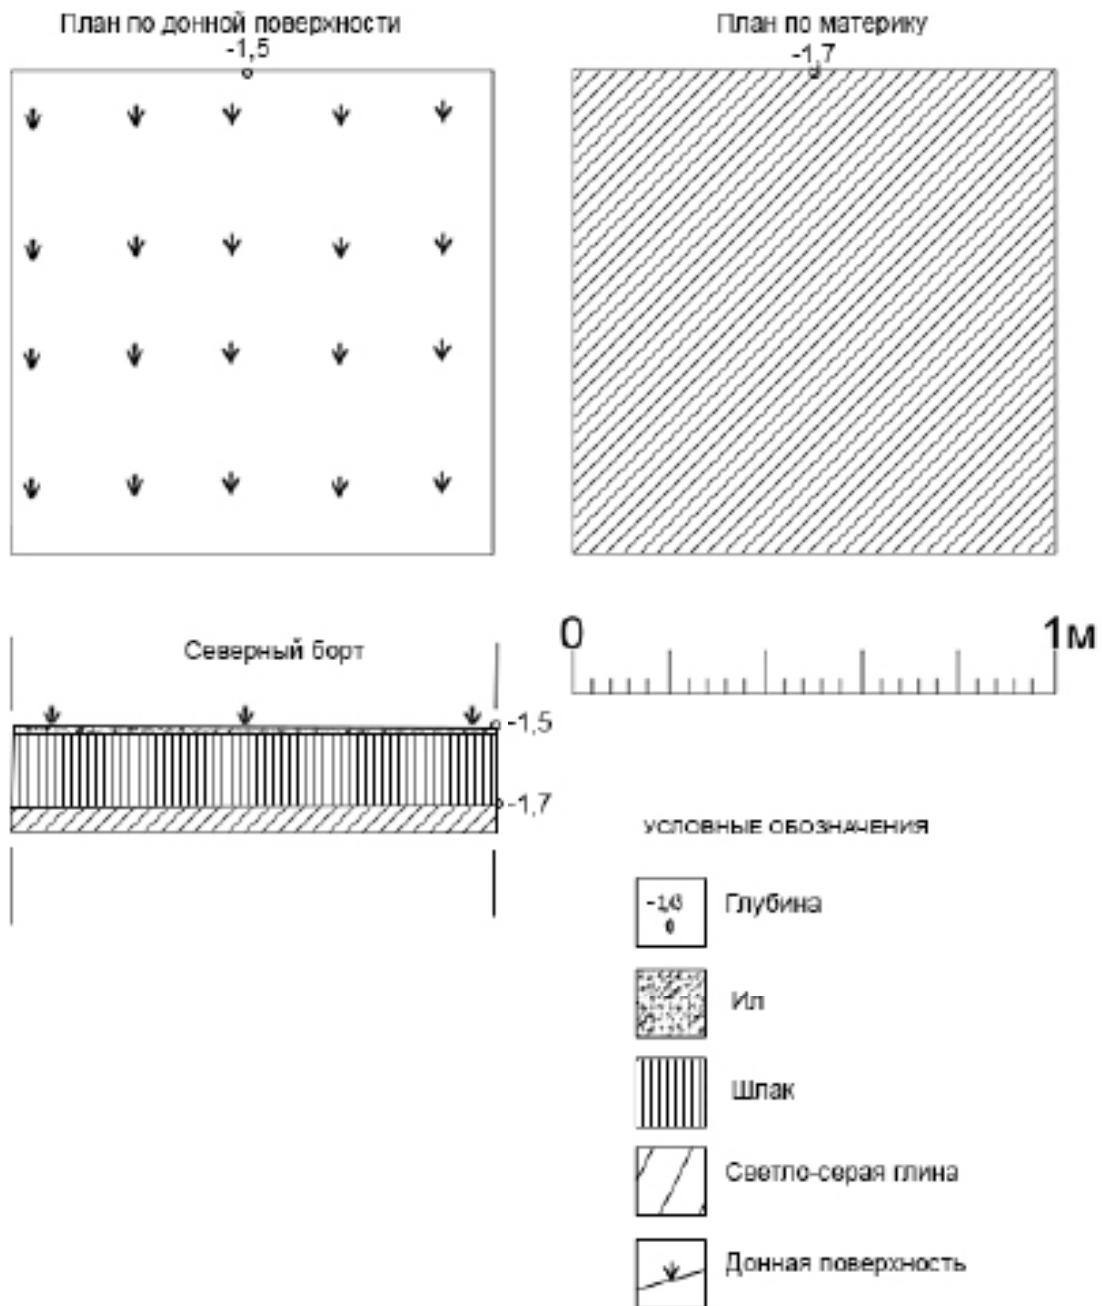 План по донной поверхности
-1,5
План по материку
-1,7
Северный борт
-1,5
-1,7
0
1м
УСЛОВНЫЕ ОБОЗНАЧЕНИЯ
Глубина
Ил
Шлак
Светло-серая глина
Донная поверхность